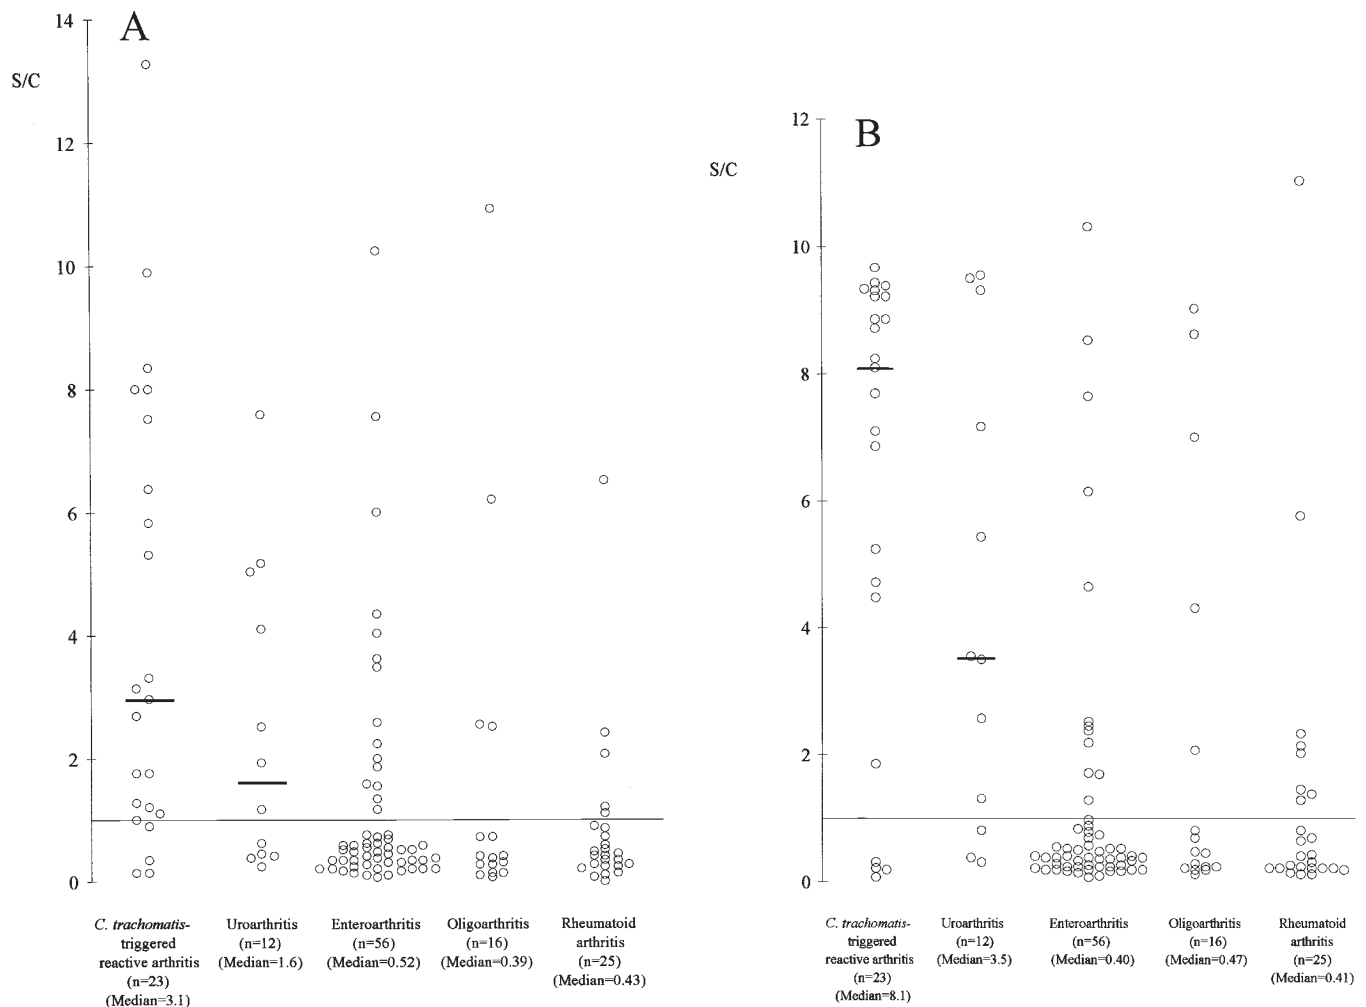 A
S/C
14
12
10
8
6
4
2
0
C. trachomatis-
triggered
reactive arthritis
(n=23)
(Median=3.1)
Uroarthritis
(n=12)
(Median=1.6)
Enteroarthritis
(n=56)
(Median=0.52)
Oligoarthritis
(n=16)
(Median=0.39)
Rheumatoid
arthritis
(n=25)
(Median=0.43)
B
S/C
12
10
8
6
4
2
0
C. trachomatis-
triggered
reactive arthritis
(n=23)
(Median=8.1)
Uroarthritis
(n=12)
(Median=3.5)
Enteroarthritis
(n=56)
(Median=0.40)
Oligoarthritis
(n=16)
(Median=0.47)
Rheumatoid
arthritis
(n=25)
(Median=0.41)